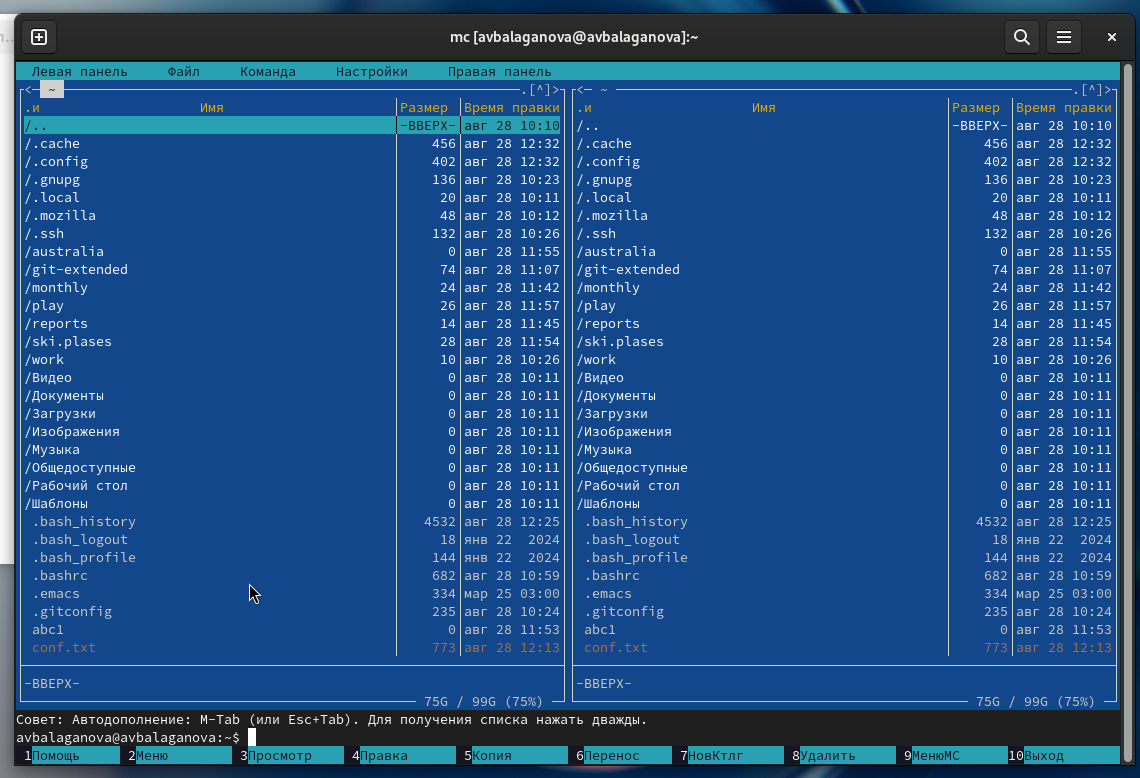 mc [avbalaganova@avbalaganova]:~
Левая панель Файл Команда Настройки Правая панель
<─ ~ .[^]> <─ ~ .[^]>
.и Имя Размер Время правки .и Имя Размер Время правки
/.. -ВВЕРХ- авг 28 10:10 /.. -ВВЕРХ- авг 28 10:10
/.cache 456 авг 28 12:32 /.cache 456 авг 28 12:32
/.config 402 авг 28 12:32 /.config 402 авг 28 12:32
/.gnupg 136 авг 28 10:23 /.gnupg 136 авг 28 10:23
/.local 20 авг 28 10:11 /.local 20 авг 28 10:11
/.mozilla 48 авг 28 10:12 /.mozilla 48 авг 28 10:12
/.ssh 132 авг 28 10:26 /.ssh 132 авг 28 10:26
/australia 0 авг 28 11:55 /australia 0 авг 28 11:55
/git-extended 74 авг 28 11:07 /git-extended 74 авг 28 11:07
/monthly 24 авг 28 11:42 /monthly 24 авг 28 11:42
/play 26 авг 28 11:57 /play 26 авг 28 11:57
/reports 14 авг 28 11:45 /reports 14 авг 28 11:45
/ski.plases 28 авг 28 11:54 /ski.plases 28 авг 28 11:54
/work 10 авг 28 10:26 /work 10 авг 28 10:26
/Видео 0 авг 28 10:11 /Видео 0 авг 28 10:11
/Документы 0 авг 28 10:11 /Документы 0 авг 28 10:11
/Загрузки 0 авг 28 10:11 /Загрузки 0 авг 28 10:11
/Изображения 0 авг 28 10:11 /Изображения 0 авг 28 10:11
/Музыка 0 авг 28 10:11 /Музыка 0 авг 28 10:11
/Общедоступные 0 авг 28 10:11 /Общедоступные 0 авг 28 10:11
/Рабочий стол 0 авг 28 10:11 /Рабочий стол 0 авг 28 10:11
/Шаблоны 0 авг 28 10:11 /Шаблоны 0 авг 28 10:11
.bash_history 4532 авг 28 12:25 .bash_history 4532 авг 28 12:25
.bash_logout 18 янв 22 2024 .bash_logout 18 янв 22 2024
.bash_profile 144 янв 22 2024 .bash_profile 144 янв 22 2024
.bashrc 682 авг 28 10:59 .bashrc 682 авг 28 10:59
.emacs 334 мар 25 03:00 .emacs 334 мар 25 03:00
.gitconfig 235 авг 28 10:24 .gitconfig 235 авг 28 10:24
abc1 0 авг 28 11:53 abc1 0 авг 28 11:53
conf.txt 773 авг 28 12:13 conf.txt 773 авг 28 12:13
-ВВЕРХ- -ВВЕРХ-
75G / 99G (75%) 75G / 99G (75%)
Совет: Автодополнение: M-Tab (или Esc+Tab). Для получения списка нажать дважды.
avbalaganova@avbalaganova:~$
1Помощь 2Меню 3Просмотр 4Правка 5Копия 6Перенос 7НовКтлг 8Удалить 9МенюМС 10Выход